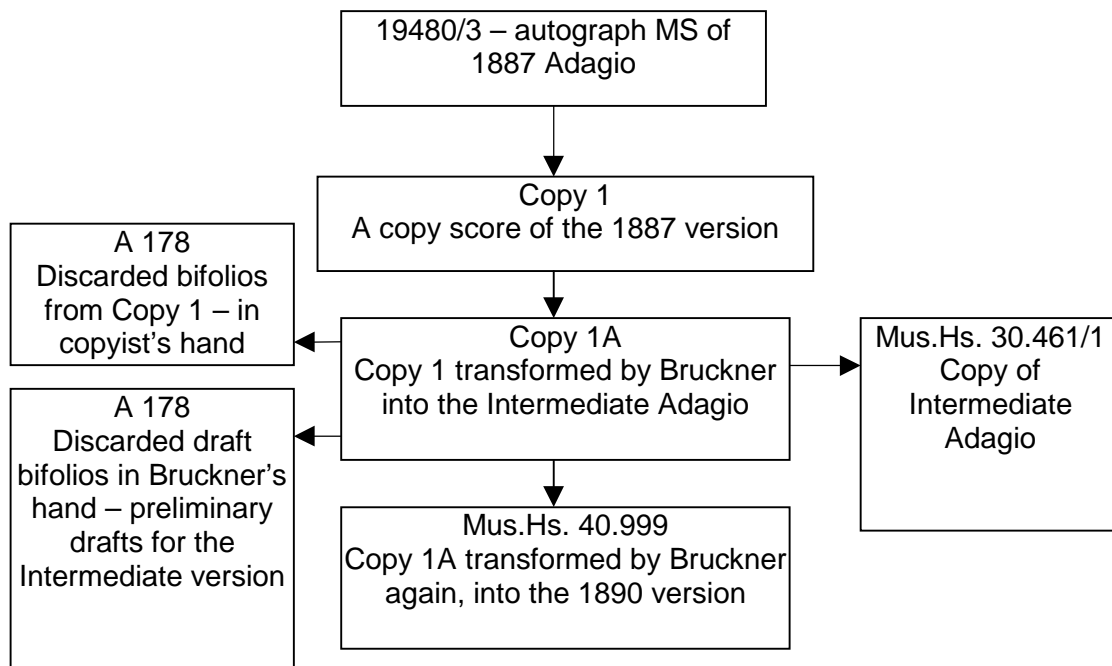 19480/3 – autograph MS of
1887 Adagio
Copy 1
A copy score of the 1887 version
A 178
Discarded bifolios
from Copy 1 – in
copyist's hand
Copy 1A
Copy 1 transformed by Bruckner
into the Intermediate Adagio
Mus.Hs. 30.461/1
Copy of
Intermediate
Adagio
A 178
Discarded draft
bifolios in Bruckner's
hand – preliminary
drafts for the
Intermediate version
Mus.Hs. 40.999
Copy 1A transformed by Bruckner
again, into the 1890 version